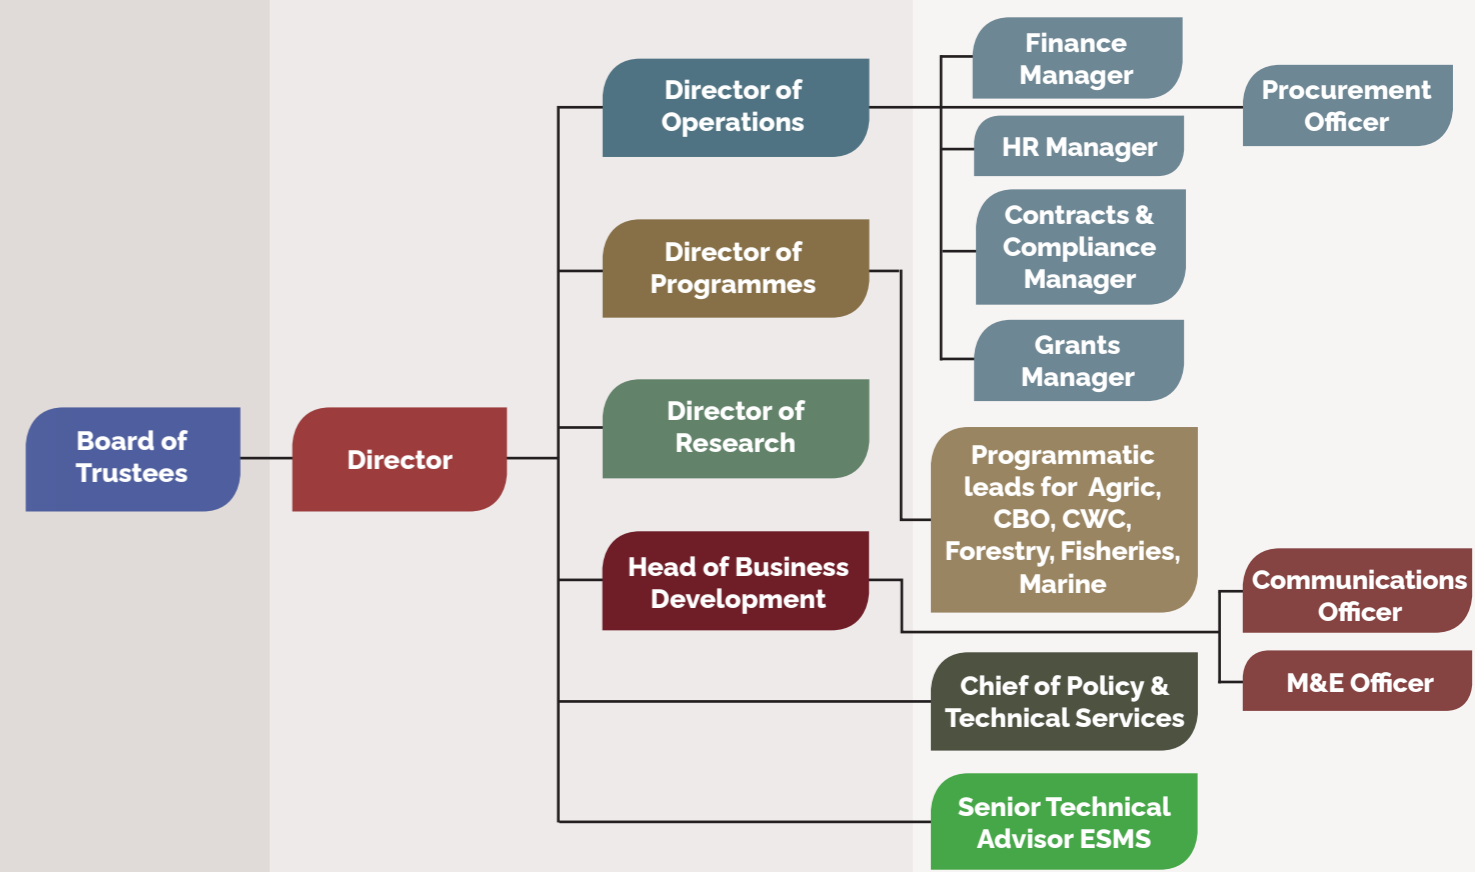 Board of
Trustees
Director
Director of
Operations
Director of
Programmes
Director of
Research
Head of Business
Development
Finance
Manager
HR Manager
Contracts &
Compliance
Manager
Grants
Manager
Programmatic
leads for Agric,
CBO, CWC,
Forestry, Fisheries,
Marine
Chief of Policy &
Technical Services
Senior Technical
Advisor ESMS
Procurement
Officer
Communications
Officer
M&E Officer